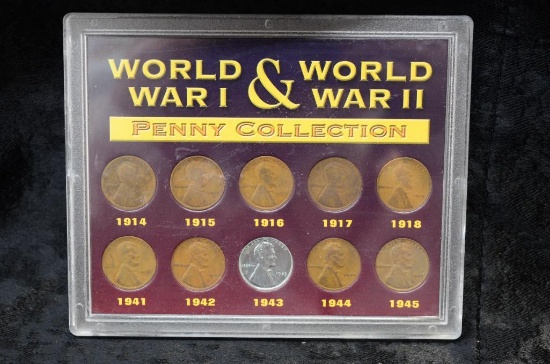 WORLD WAR I & WORLD WAR II
PENNY COLLECTION
1914 1915 1916 1917 1918
1941 1942 1943 1944 1945